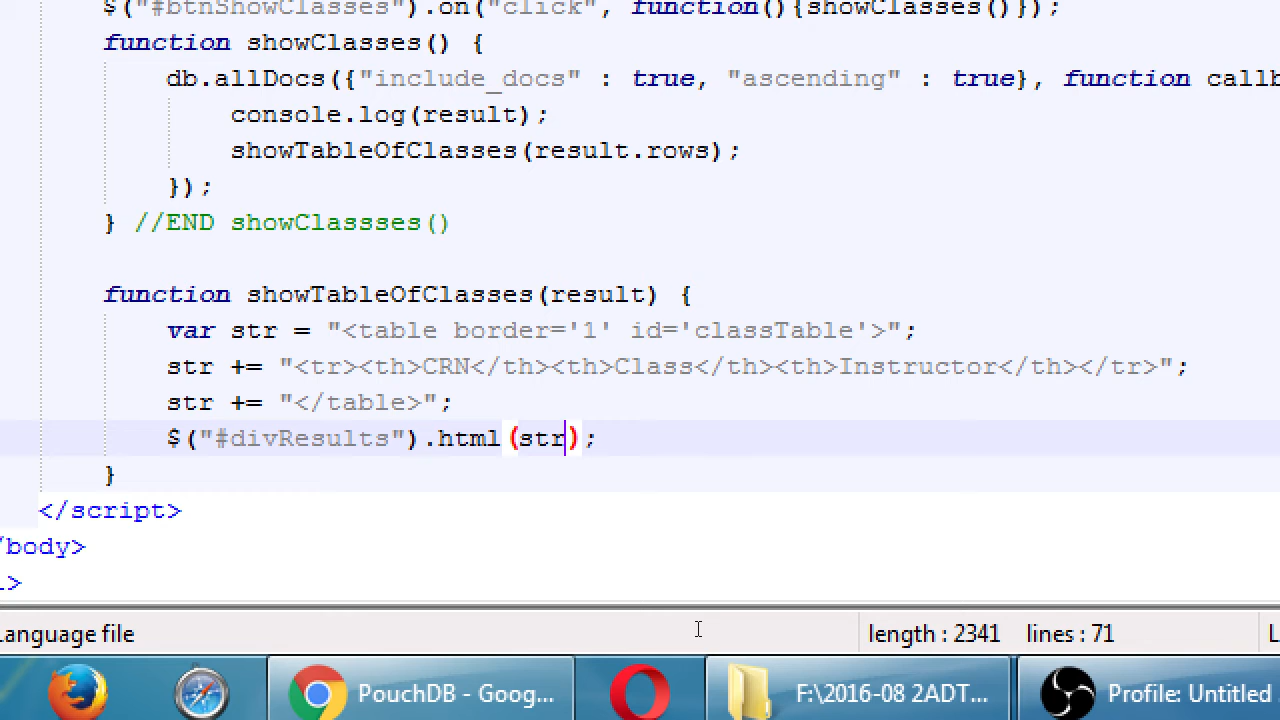 $("#btnShowClasses").on("click", function(){showClasses()});
function showClasses() {
db.allDocs({"include_docs" : true, "ascending" : true}, function callb
console.log(result);
showTableOfClasses(result.rows);
});
} //END showClassses()
function showTableOfClasses(result) {
var str = "<table border='1' id='classTable'>";
str += "<tr><th>CRN</th><th>Class</th><th>Instructor</th></tr>";
str += "</table>";
$("#divResults").html(str);
}
</script>
/body>
>
Language file length : 2341 lines : 71 L
PouchDB - Goog... F:\2016-08 2ADT... Profile: Untitled